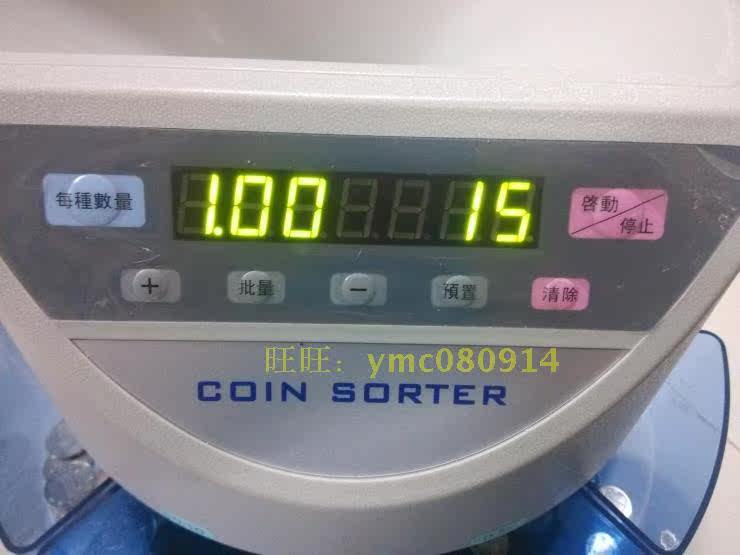 每種數量
1.00 15
啓動/停止
+
批量
−
預置
清除
旺旺：ymc080914
COIN SORTER